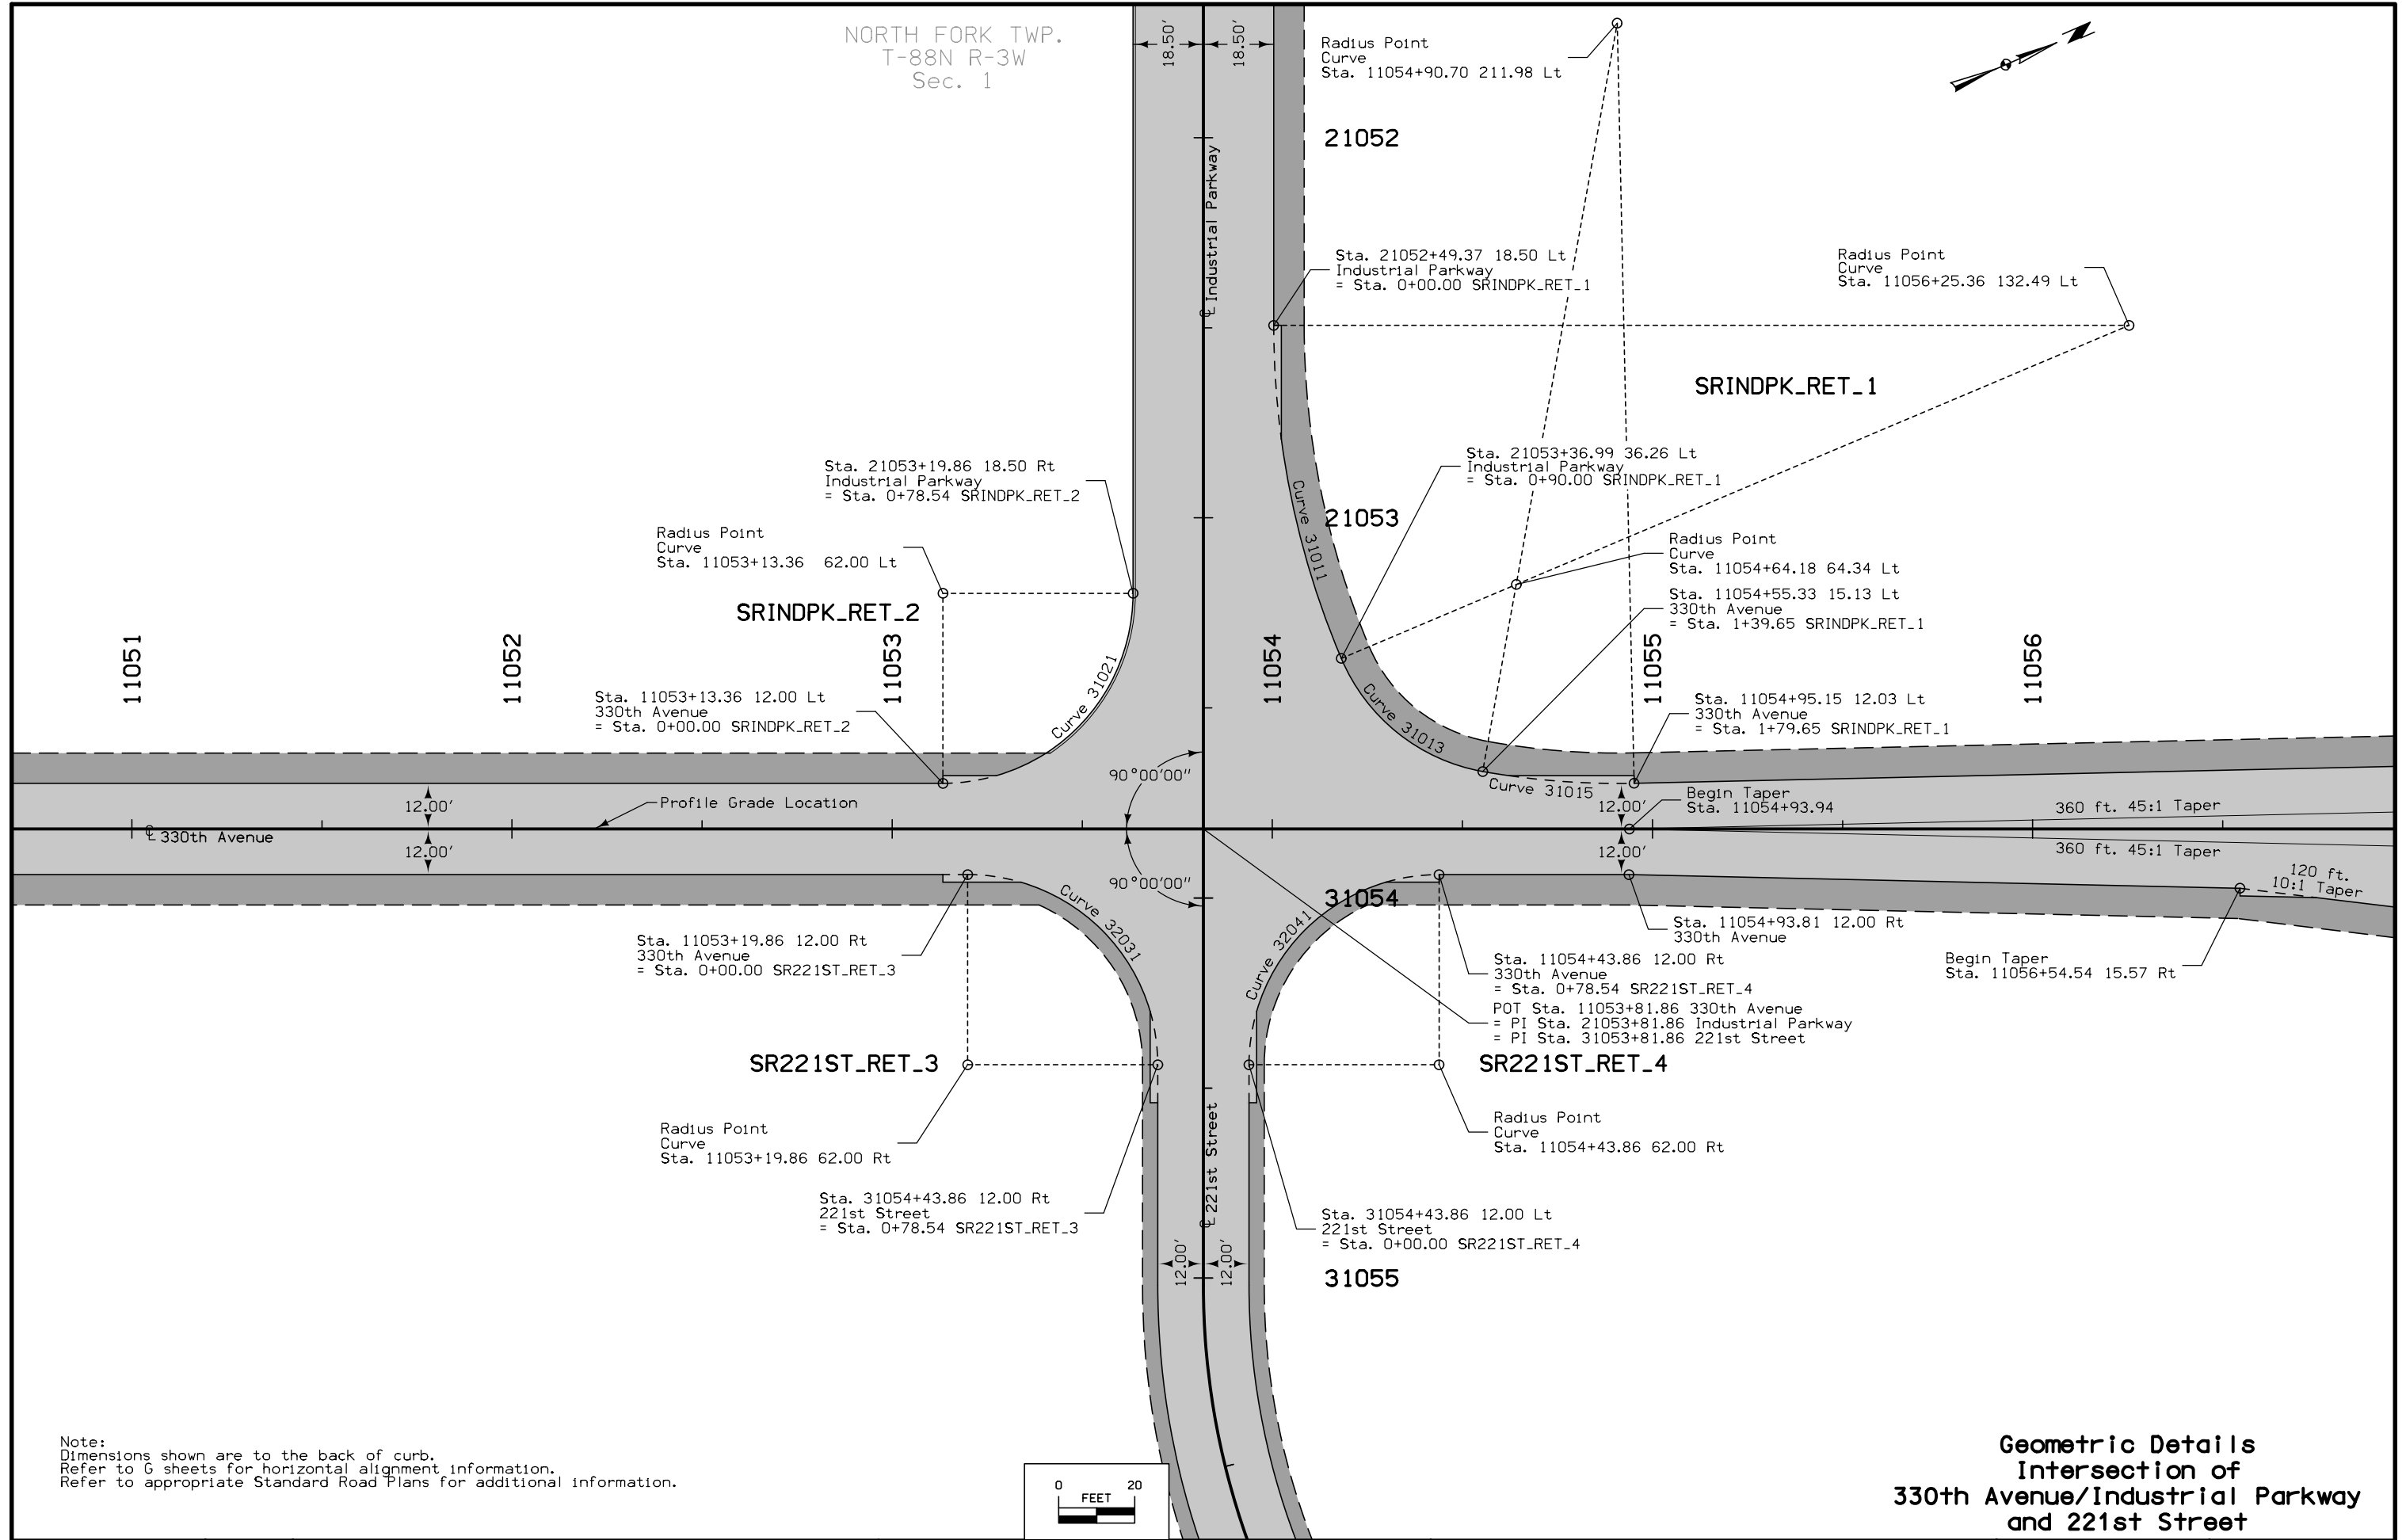 NORTH FORK TWP.
T-88N R-3W
Sec. 1
18.50'
18.50'
Radius Point
Curve
Sta. 11054+90.70 211.98 Lt
N
21052
℄ Industrial Parkway
Sta. 21052+49.37 18.50 Lt
Industrial Parkway
= Sta. 0+00.00 SRINDPK_RET_1
Radius Point
Curve
Sta. 11056+25.36 132.49 Lt
SRINDPK_RET_1
Sta. 21053+19.86 18.50 Rt
Industrial Parkway
= Sta. 0+78.54 SRINDPK_RET_2
Sta. 21053+36.99 36.26 Lt
Industrial Parkway
= Sta. 0+90.00 SRINDPK_RET_1
Curve 31011
21053
Radius Point
Curve
Sta. 11053+13.36 62.00 Lt
Radius Point
Curve
Sta. 11054+64.18 64.34 Lt
SRINDPK_RET_2
Sta. 11054+55.33 15.13 Lt
330th Avenue
= Sta. 1+39.65 SRINDPK_RET_1
11051
11052
11053
11054
11055
11056
Curve 31021
Curve 31013
Sta. 11053+13.36 12.00 Lt
330th Avenue
= Sta. 0+00.00 SRINDPK_RET_2
Sta. 11054+95.15 12.03 Lt
330th Avenue
= Sta. 1+79.65 SRINDPK_RET_1
90°00'00"
Curve 31015
12.00'
Profile Grade Location
12.00'
Begin Taper
Sta. 11054+93.94
360 ft. 45:1 Taper
℄ 330th Avenue
12.00'
12.00'
360 ft. 45:1 Taper
90°00'00"
120 ft.
10:1 Taper
Curve 32031
Curve 32041
31054
Sta. 11054+93.81 12.00 Rt
330th Avenue
Sta. 11053+19.86 12.00 Rt
330th Avenue
= Sta. 0+00.00 SR221ST_RET_3
Sta. 11054+43.86 12.00 Rt
330th Avenue
= Sta. 0+78.54 SR221ST_RET_4
Begin Taper
Sta. 11056+54.54 15.57 Rt
POT Sta. 11053+81.86 330th Avenue
= PI Sta. 21053+81.86 Industrial Parkway
= PI Sta. 31053+81.86 221st Street
SR221ST_RET_3
SR221ST_RET_4
Radius Point
Curve
Sta. 11053+19.86 62.00 Rt
Radius Point
Curve
Sta. 11054+43.86 62.00 Rt
℄ 221st Street
Sta. 31054+43.86 12.00 Rt
221st Street
= Sta. 0+78.54 SR221ST_RET_3
Sta. 31054+43.86 12.00 Lt
221st Street
= Sta. 0+00.00 SR221ST_RET_4
12.00'
12.00'
31055
Note:
Dimensions shown are to the back of curb.
Refer to G sheets for horizontal alignment information.
Refer to appropriate Standard Road Plans for additional information.
0 20
FEET
Geometric Details
Intersection of
330th Avenue/Industrial Parkway
and 221st Street